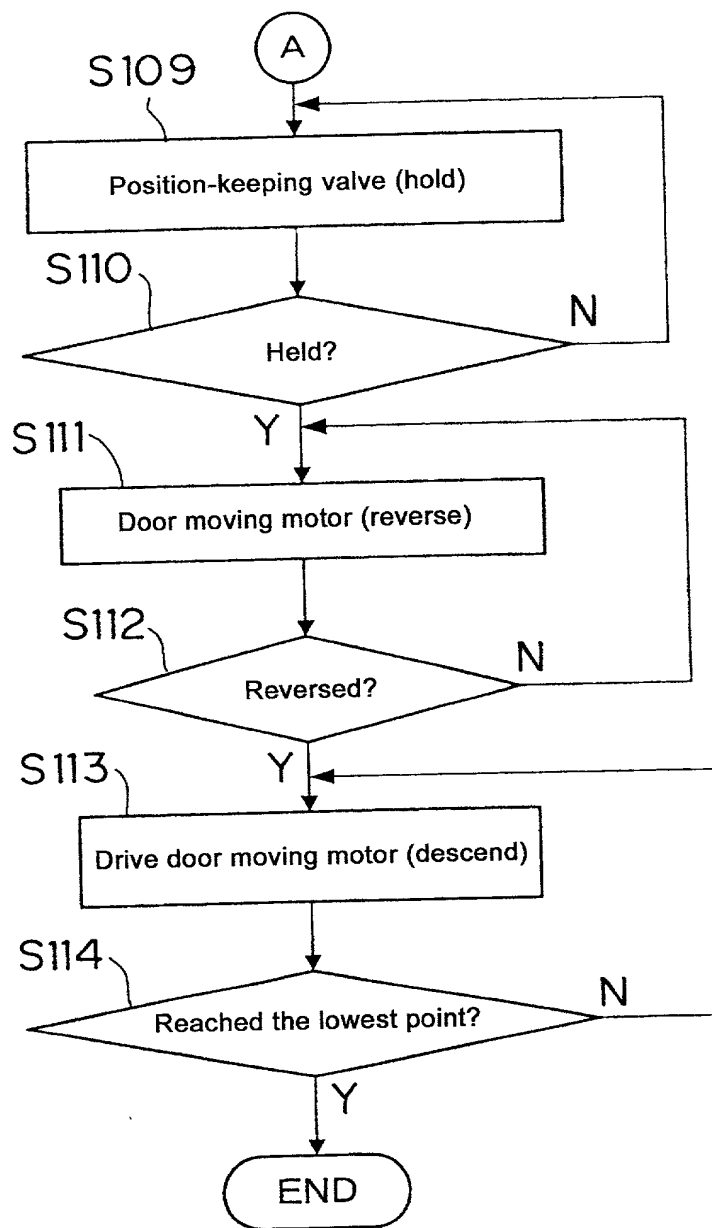 A
S109
Position-keeping valve (hold)
S110
Held?
N
Y
S111
Door moving motor (reverse)
S112
Reversed?
N
Y
S113
Drive door moving motor (descend)
S114
Reached the lowest point?
N
Y
END